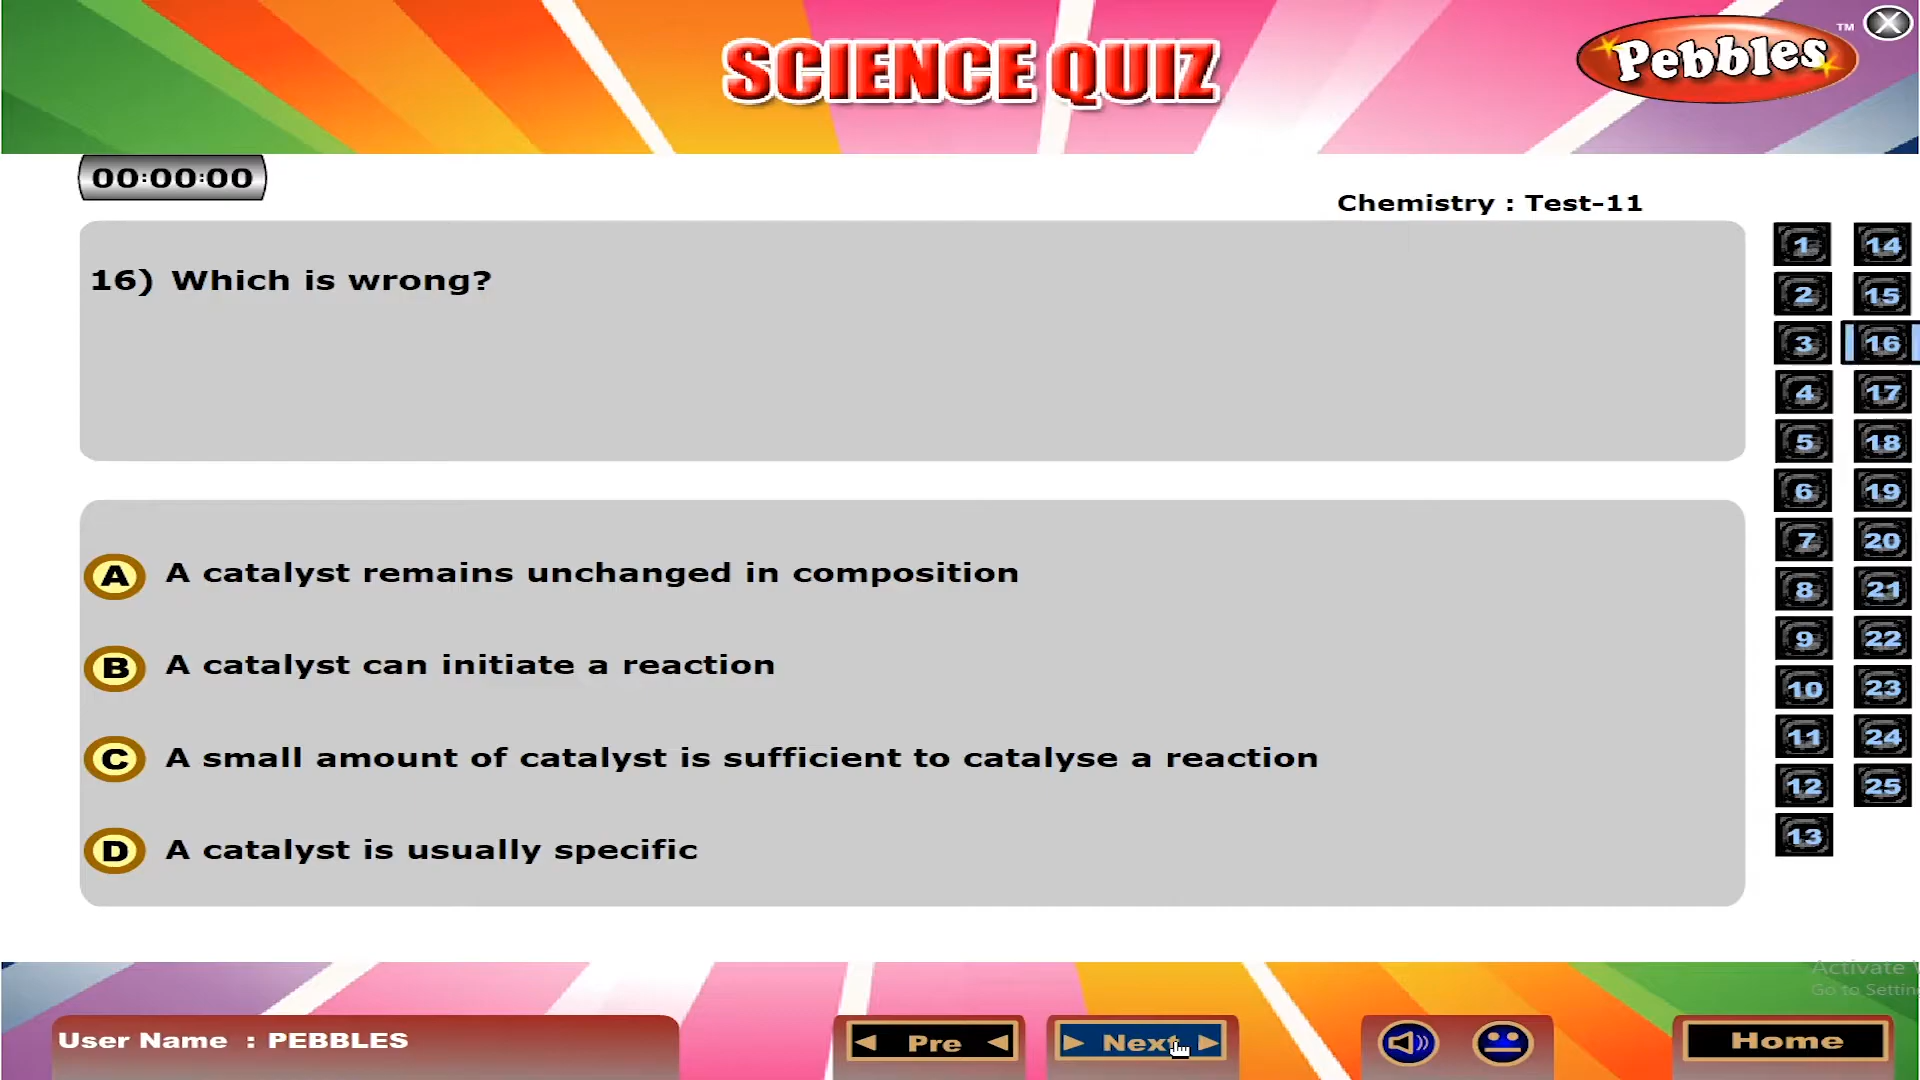 SCIENCE QUIZ
Pebbles TM
00:00:00
Chemistry : Test-11
16) Which is wrong?
A A catalyst remains unchanged in composition
B A catalyst can initiate a reaction
C A small amount of catalyst is sufficient to catalyse a reaction
D A catalyst is usually specific
1 14
2 15
3 16
4 17
5 18
6 19
7 20
8 21
9 22
10 23
11 24
12 25
13
Activate
Go to Settin
User Name : PEBBLES
Pre
Next
Home